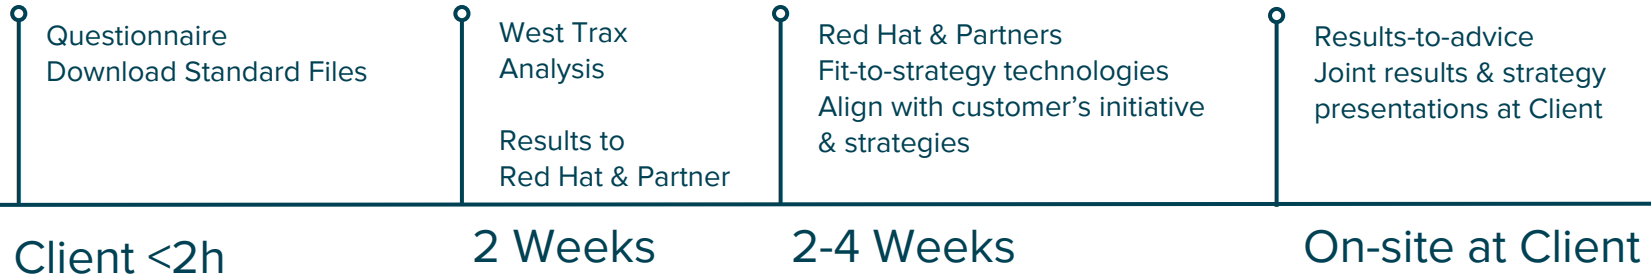 Questionnaire
Download Standard Files
West Trax
Analysis
Results to
Red Hat & Partner
Red Hat & Partners
Fit-to-strategy technologies
Align with customer’s initiative
& strategies
Results-to-advice
Joint results & strategy
presentations at Client
Client <2h
2 Weeks
2-4 Weeks
On-site at Client